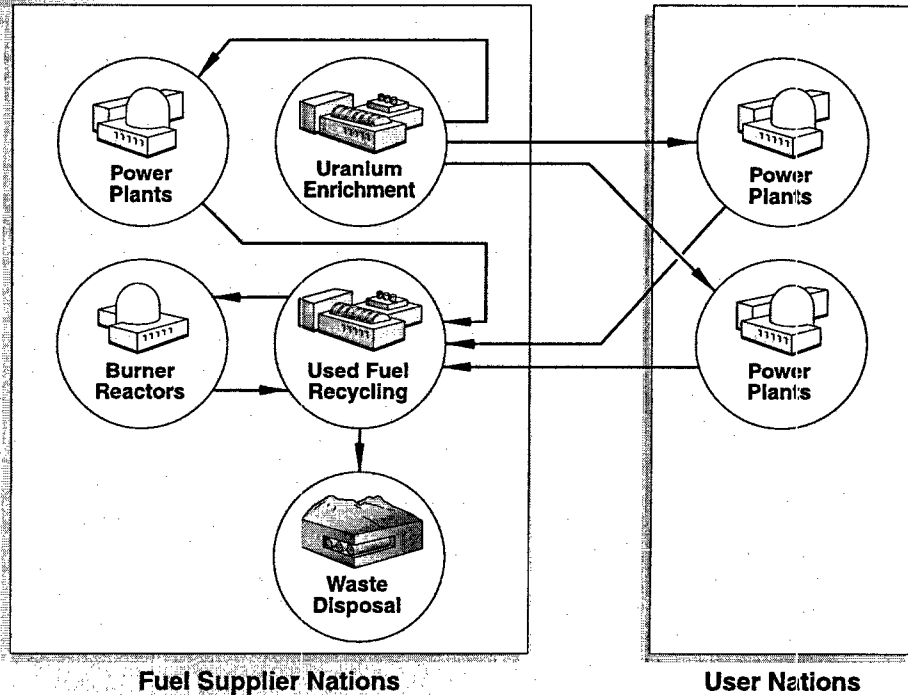 Power
Plants
Uranium
Enrichment
Power
Plants
Burner
Reactors
Used Fuel
Recycling
Power
Plants
Waste
Disposal
Fuel Supplier Nations
User Nations